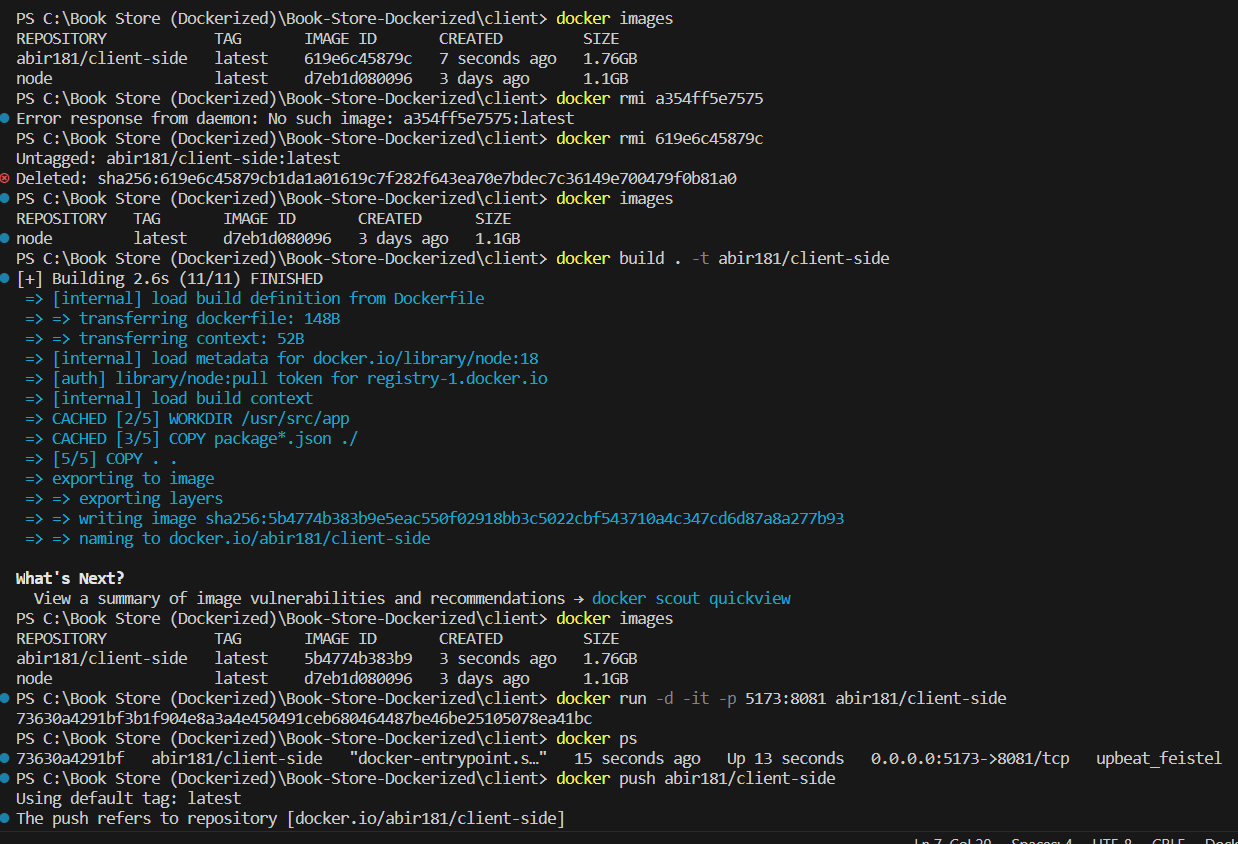 PS C:\Book Store (Dockerized)\Book-Store-Dockerized\client> docker images
REPOSITORY            TAG       IMAGE ID       CREATED         SIZE
abir181/client-side   latest    619e6c45879c   7 seconds ago   1.76GB
node                  latest    d7eb1d080096   3 days ago      1.1GB
PS C:\Book Store (Dockerized)\Book-Store-Dockerized\client> docker rmi a354ff5e7575
Error response from daemon: No such image: a354ff5e7575:latest
PS C:\Book Store (Dockerized)\Book-Store-Dockerized\client> docker rmi 619e6c45879c
Untagged: abir181/client-side:latest
Deleted: sha256:619e6c45879cb1da1a01619c7f282f643ea70e7bdec7c36149e700479f0b81a0
PS C:\Book Store (Dockerized)\Book-Store-Dockerized\client> docker images
REPOSITORY   TAG       IMAGE ID       CREATED      SIZE
node         latest    d7eb1d080096   3 days ago   1.1GB
PS C:\Book Store (Dockerized)\Book-Store-Dockerized\client> docker build . -t abir181/client-side
[+] Building 2.6s (11/11) FINISHED
=> [internal] load build definition from Dockerfile
=> => transferring dockerfile: 148B
=> => transferring context: 52B
=> [internal] load metadata for docker.io/library/node:18
=> [auth] library/node:pull token for registry-1.docker.io
=> [internal] load build context
=> CACHED [2/5] WORKDIR /usr/src/app
=> CACHED [3/5] COPY package*.json ./
=> [5/5] COPY . .
=> exporting to image
=> => exporting layers
=> => writing image sha256:5b4774b383b9e5eac550f02918bb3c5022cbf543710a4c347cd6d87a8a277b93
=> => naming to docker.io/abir181/client-side
What's Next?
View a summary of image vulnerabilities and recommendations → docker scout quickview
PS C:\Book Store (Dockerized)\Book-Store-Dockerized\client> docker images
REPOSITORY            TAG       IMAGE ID       CREATED         SIZE
abir181/client-side   latest    5b4774b383b9   3 seconds ago   1.76GB
node                  latest    d7eb1d080096   3 days ago      1.1GB
PS C:\Book Store (Dockerized)\Book-Store-Dockerized\client> docker run -d -it -p 5173:8081 abir181/client-side
73630a4291bf3b1f904e8a3a4e450491ceb680464487be46be25105078ea41bc
PS C:\Book Store (Dockerized)\Book-Store-Dockerized\client> docker ps
73630a4291bf   abir181/client-side   "docker-entrypoint.s…"   15 seconds ago   Up 13 seconds   0.0.0.0:5173->8081/tcp   upbeat_feistel
PS C:\Book Store (Dockerized)\Book-Store-Dockerized\client> docker push abir181/client-side
Using default tag: latest
The push refers to repository [docker.io/abir181/client-side]